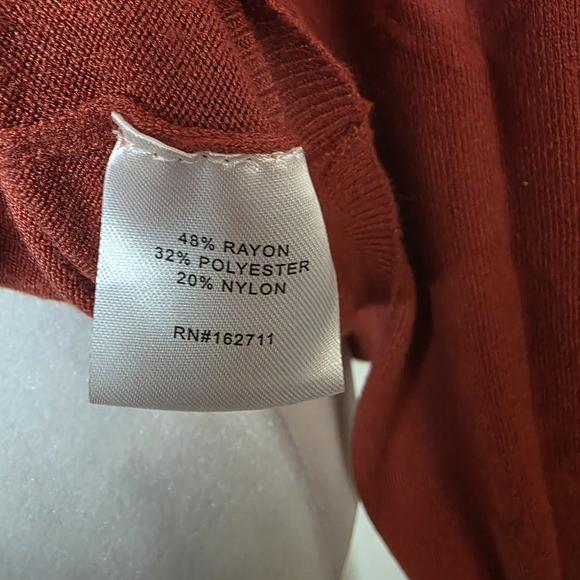 48% RAYON
32% POLYESTER
20% NYLON
RN#162711